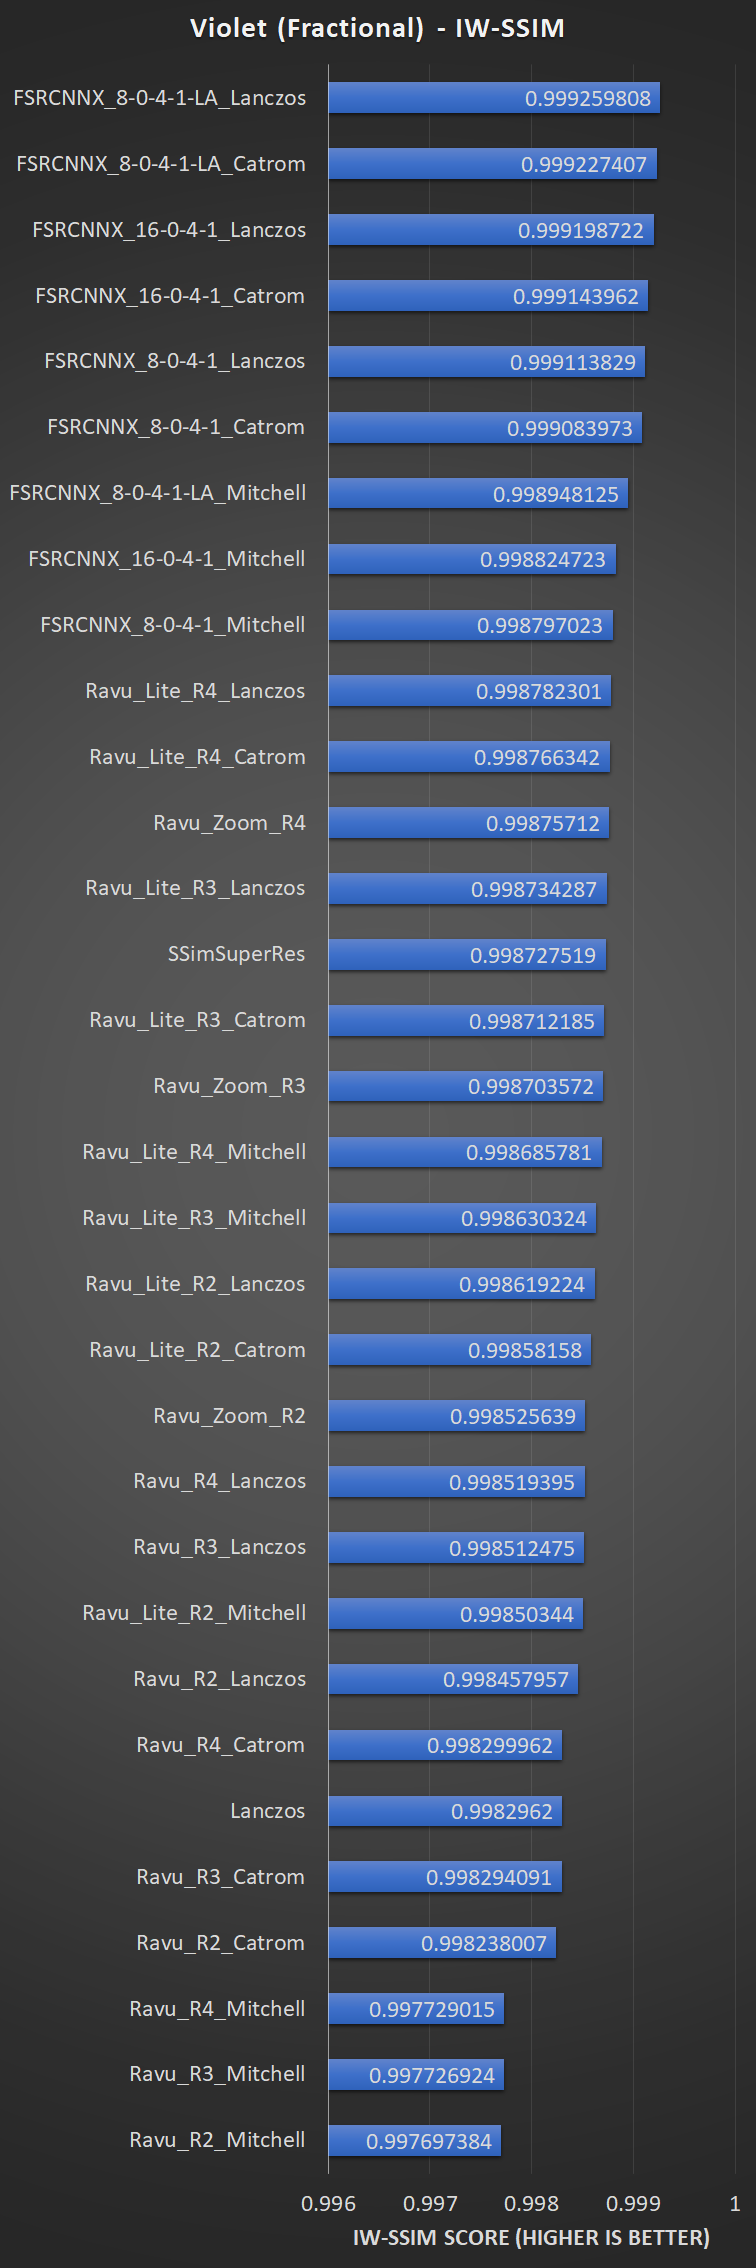 Violet (Fractional) - IW-SSIM
FSRCNNX_8-0-4-1-LA_Lanczos 0.999259808
FSRCNNX_8-0-4-1-LA_Catrom 0.999227407
FSRCNNX_16-0-4-1_Lanczos 0.999198722
FSRCNNX_16-0-4-1_Catrom 0.999143962
FSRCNNX_8-0-4-1_Lanczos 0.999113829
FSRCNNX_8-0-4-1_Catrom 0.999083973
FSRCNNX_8-0-4-1-LA_Mitchell 0.998948125
FSRCNNX_16-0-4-1_Mitchell 0.998824723
FSRCNNX_8-0-4-1_Mitchell 0.998797023
Ravu_Lite_R4_Lanczos 0.998782301
Ravu_Lite_R4_Catrom 0.998766342
Ravu_Zoom_R4 0.99875712
Ravu_Lite_R3_Lanczos 0.998734287
SSimSuperRes 0.998727519
Ravu_Lite_R3_Catrom 0.998712185
Ravu_Zoom_R3 0.998703572
Ravu_Lite_R4_Mitchell 0.998685781
Ravu_Lite_R3_Mitchell 0.998630324
Ravu_Lite_R2_Lanczos 0.998619224
Ravu_Lite_R2_Catrom 0.99858158
Ravu_Zoom_R2 0.998525639
Ravu_R4_Lanczos 0.998519395
Ravu_R3_Lanczos 0.998512475
Ravu_Lite_R2_Mitchell 0.99850344
Ravu_R2_Lanczos 0.998457957
Ravu_R4_Catrom 0.998299962
Lanczos 0.9982962
Ravu_R3_Catrom 0.998294091
Ravu_R2_Catrom 0.998238007
Ravu_R4_Mitchell 0.997729015
Ravu_R3_Mitchell 0.997726924
Ravu_R2_Mitchell 0.997697384
0.996 0.997 0.998 0.999 1
IW-SSIM SCORE (HIGHER IS BETTER)